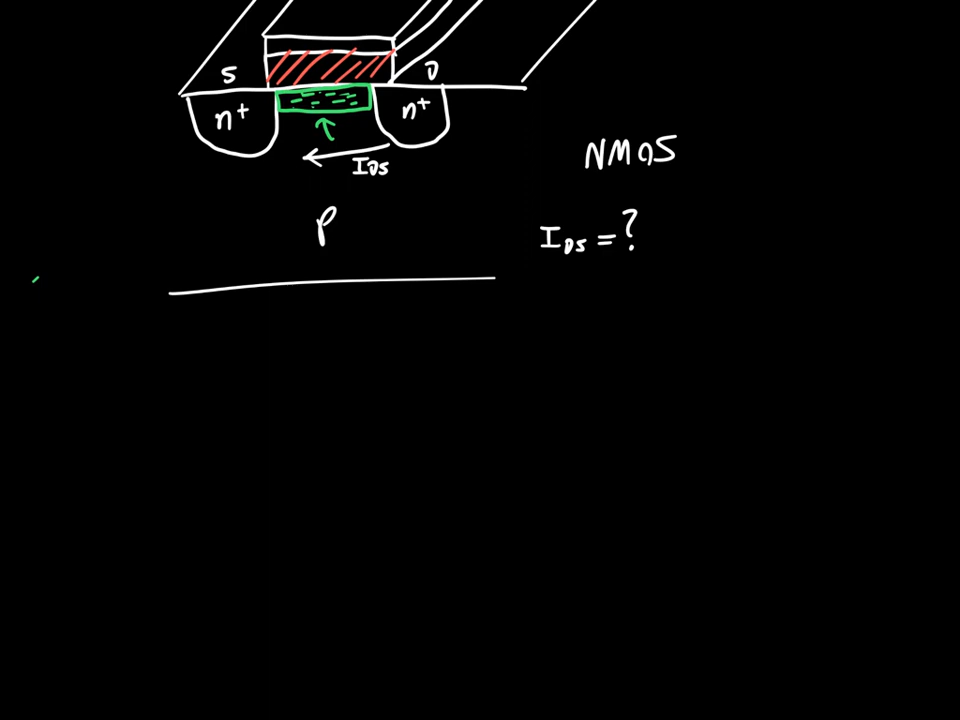 S D
n+ n+
IDS
NMOS
P
IDS = ?